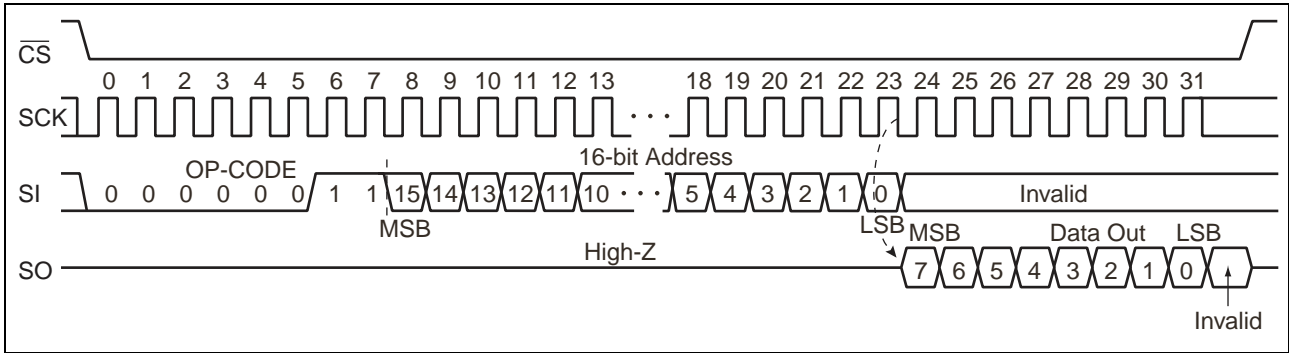 CS
0 1 2 3 4 5 6 7 8 9 10 11 12 13 18 19 20 21 22 23 24 25 26 27 28 29 30 31
SCK ···
OP-CODE 16-bit Address
SI 0 0 0 0 0 0 1 1 15 14 13 12 11 10 ··· 5 4 3 2 1 0 Invalid
MSB LSB MSB Data Out LSB
High-Z
SO 7 6 5 4 3 2 1 0
Invalid